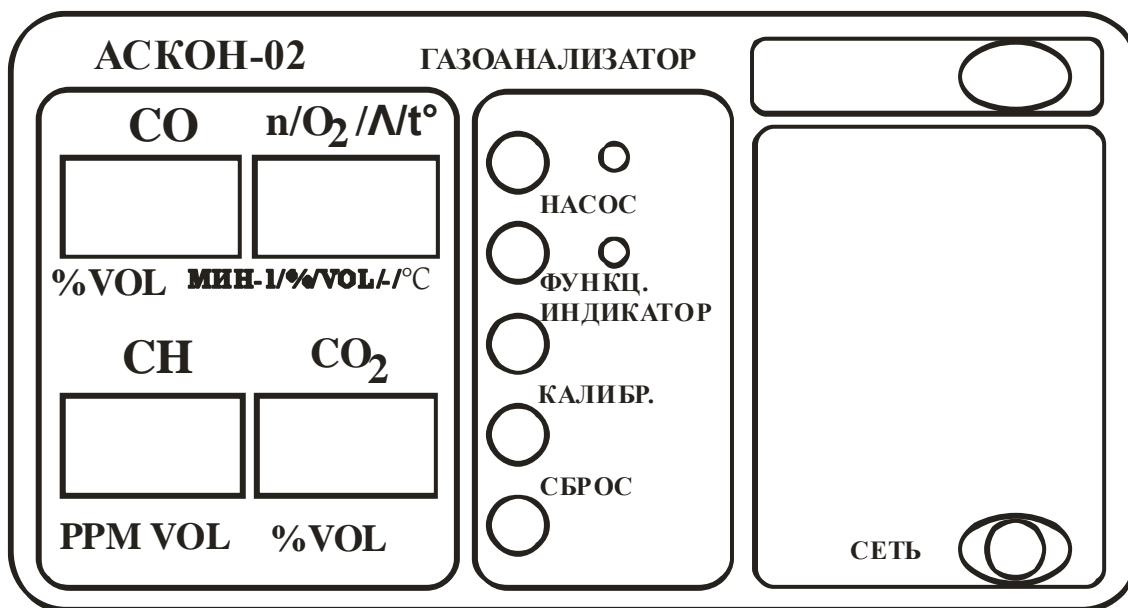 АСКОН-02 ГАЗОАНАЛИЗАТОР
CO n/O₂/Λ/t°
%VOL МИН-1/%/VOL/-/°C
CH CO₂
PPM VOL %VOL
НАСОС
ФУНКЦ.
ИНДИКАТОР
КАЛИБР.
СБРОС
СЕТЬ